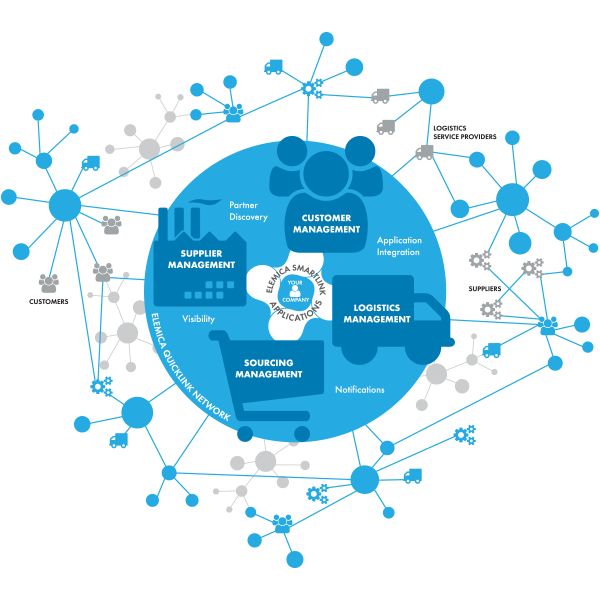 LOGISTICS
SERVICE PROVIDERS
Partner
Discovery
CUSTOMER
MANAGEMENT
Application
Integration
SUPPLIER
MANAGEMENT
ELEMICA SMARTLINK
APPLICATIONS
YOUR
COMPANY
SUPPLIERS
CUSTOMERS
LOGISTICS
MANAGEMENT
Visibility
ELEMICA QUICKLINK NETWORK
SOURCING
MANAGEMENT
Notifications